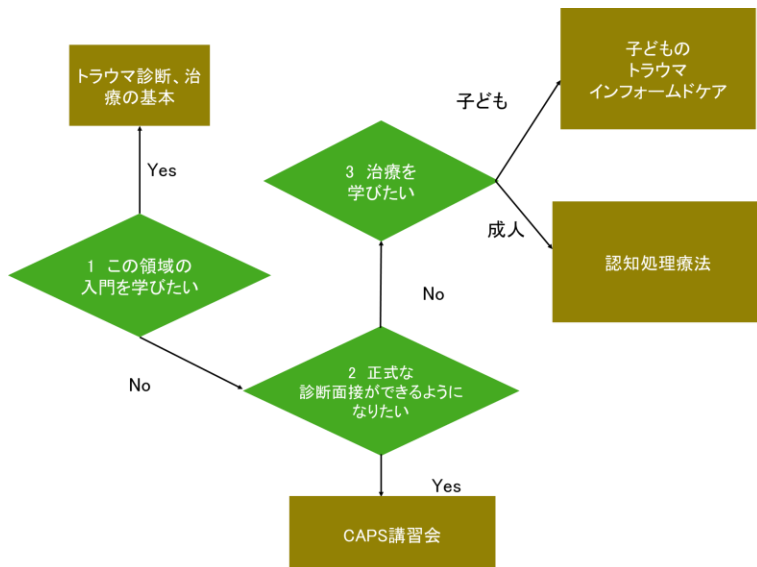 トラウマ診断、治
療の基本
子どもの
トラウマ
インフォームドケア
子ども
Yes
3 治療を
学びたい
成人
1 この領域の
入門を学びたい
認知処理療法
No
No
2 正式な
診断面接ができるように
なりたい
Yes
CAPS講習会